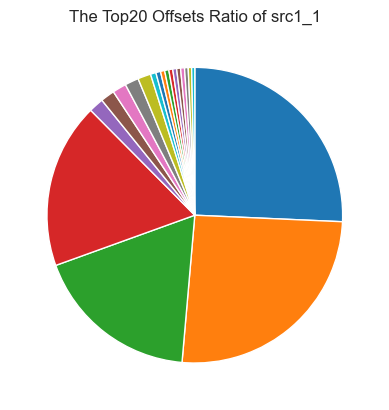 The Top20 Offsets Ratio of src1_1